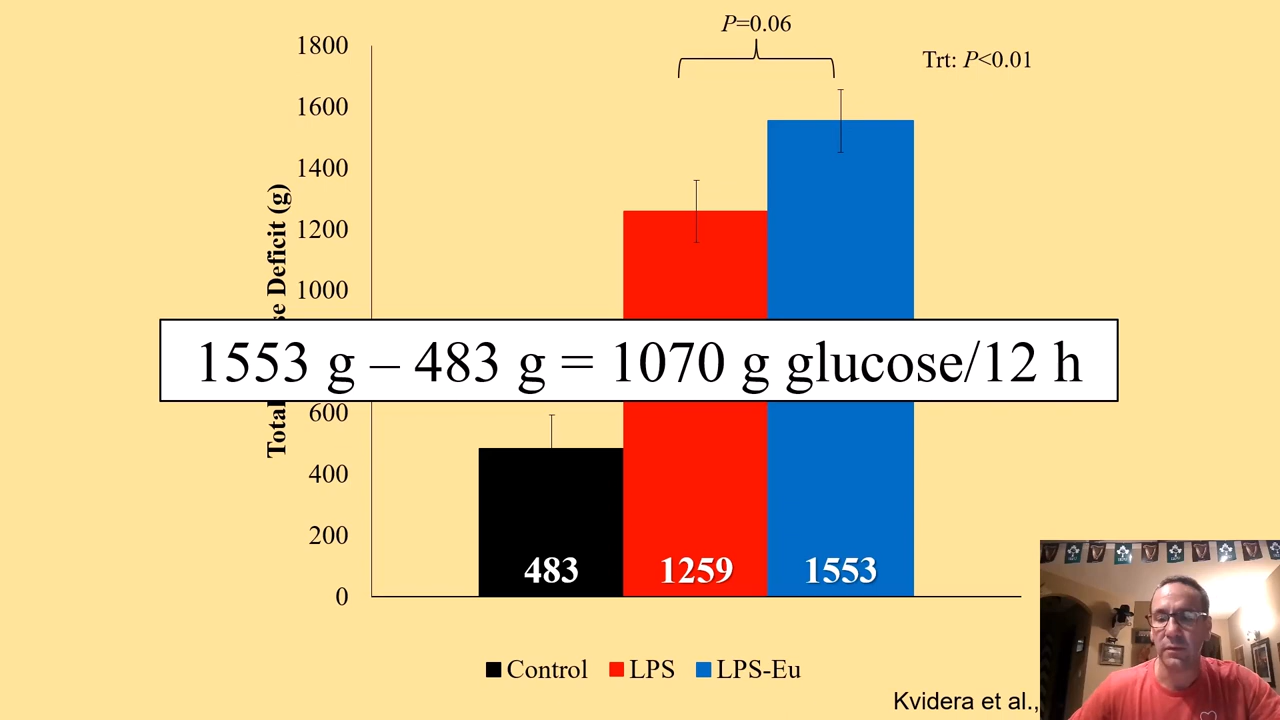 P=0.06
Trt: P<0.01
1800
1600
1400
1200
1000
600
400
200
0
Deficit (g)
1553 g – 483 g = 1070 g glucose/12 h
483
1259
1553
Control
LPS
LPS-Eu
Kvidera et al.,